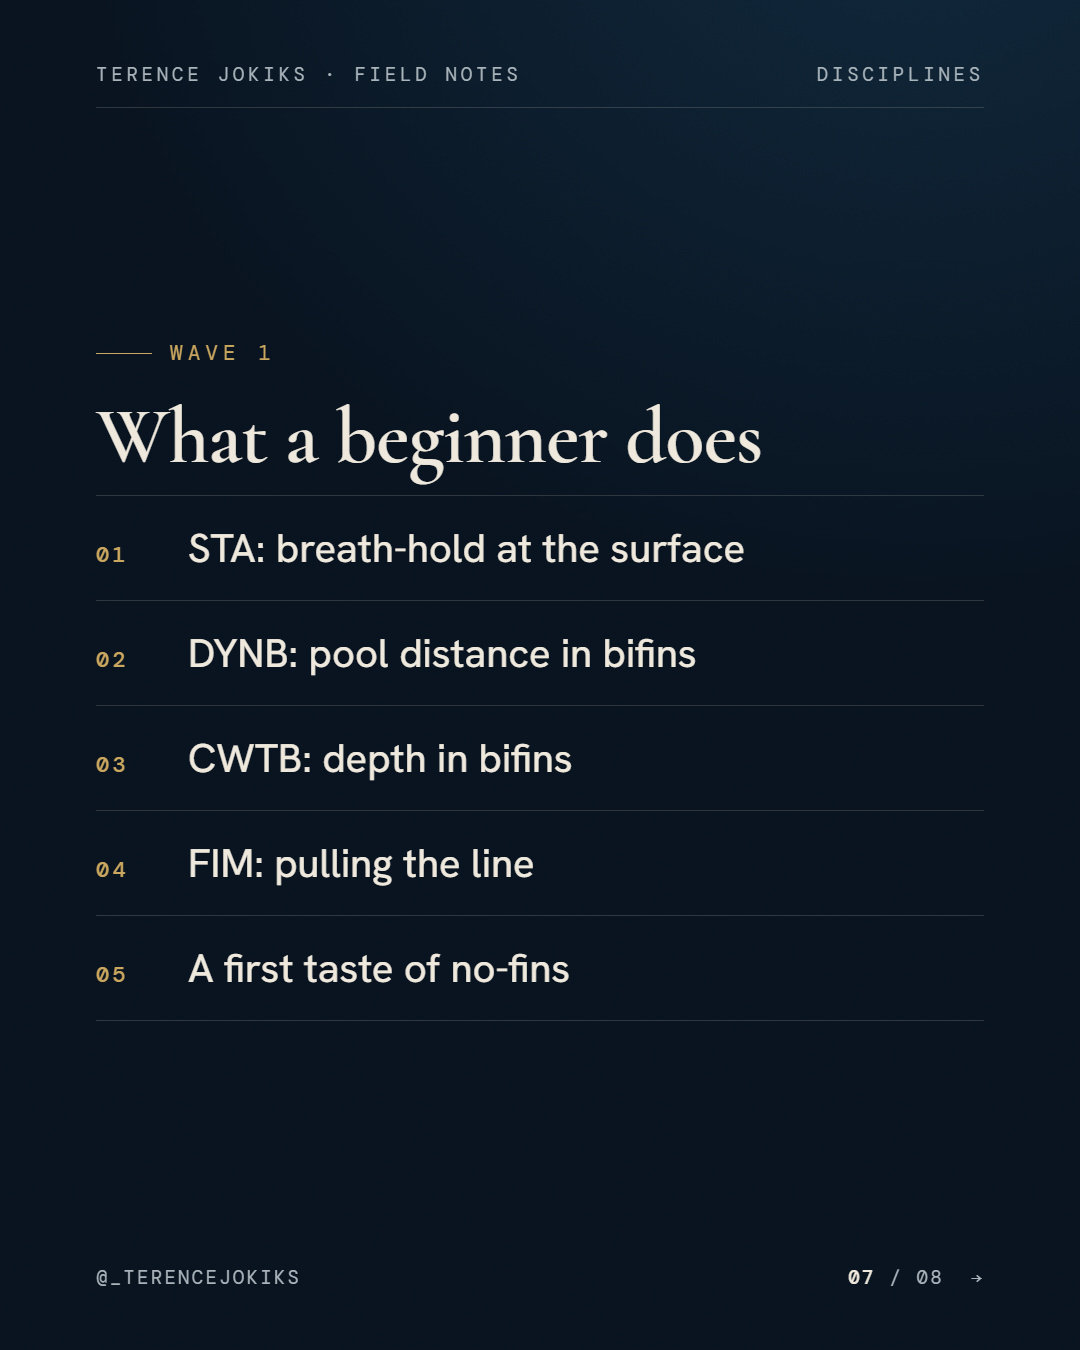 TERENCE JOKIKS · FIELD NOTES
DISCIPLINES
WAVE 1
What a beginner does
01 STA: breath-hold at the surface
02 DYNB: pool distance in bifins
03 CWTB: depth in bifins
04 FIM: pulling the line
05 A first taste of no-fins
@_TERENCEJOKIKS
07 / 08 →